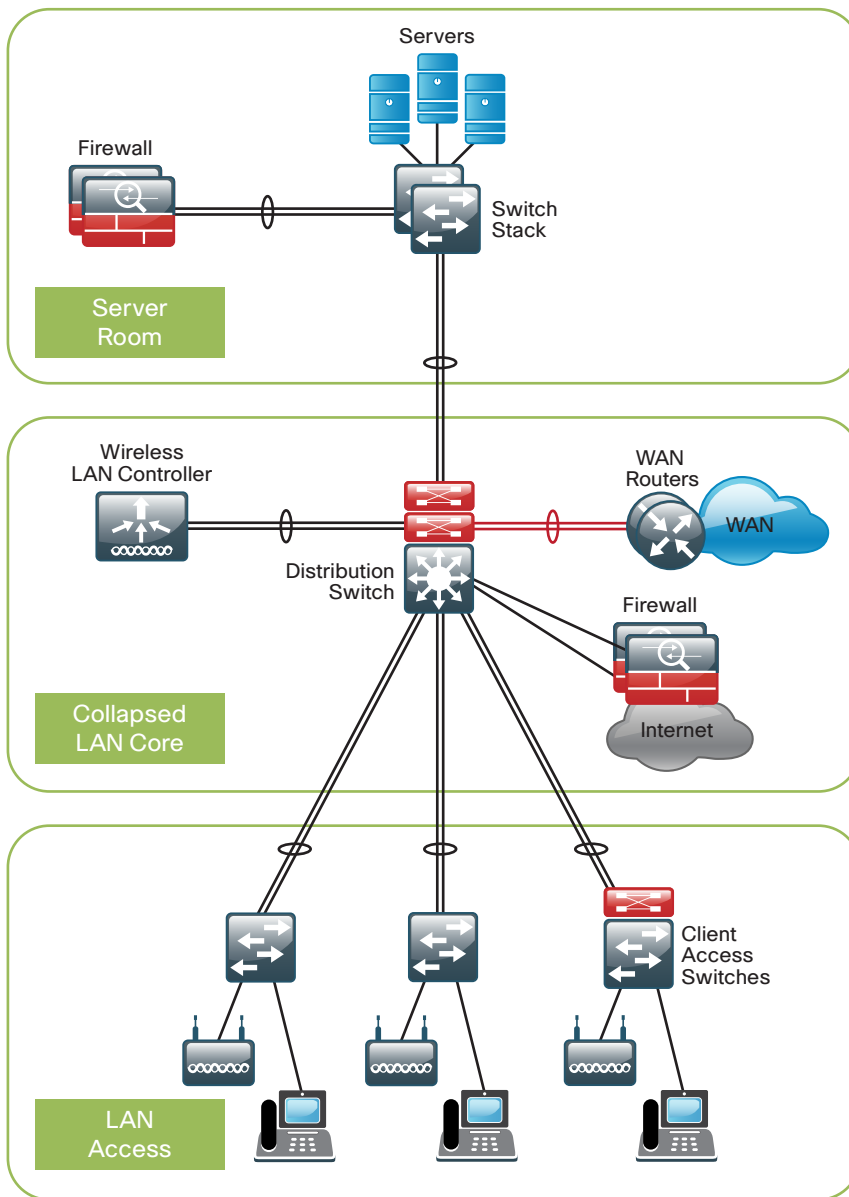 Servers
Firewall
Switch
Stack
Server
Room
Wireless
LAN Controller
WAN
Routers
WAN
Distribution
Switch
Firewall
Internet
Collapsed
LAN Core
Client
Access
Switches
LAN
Access